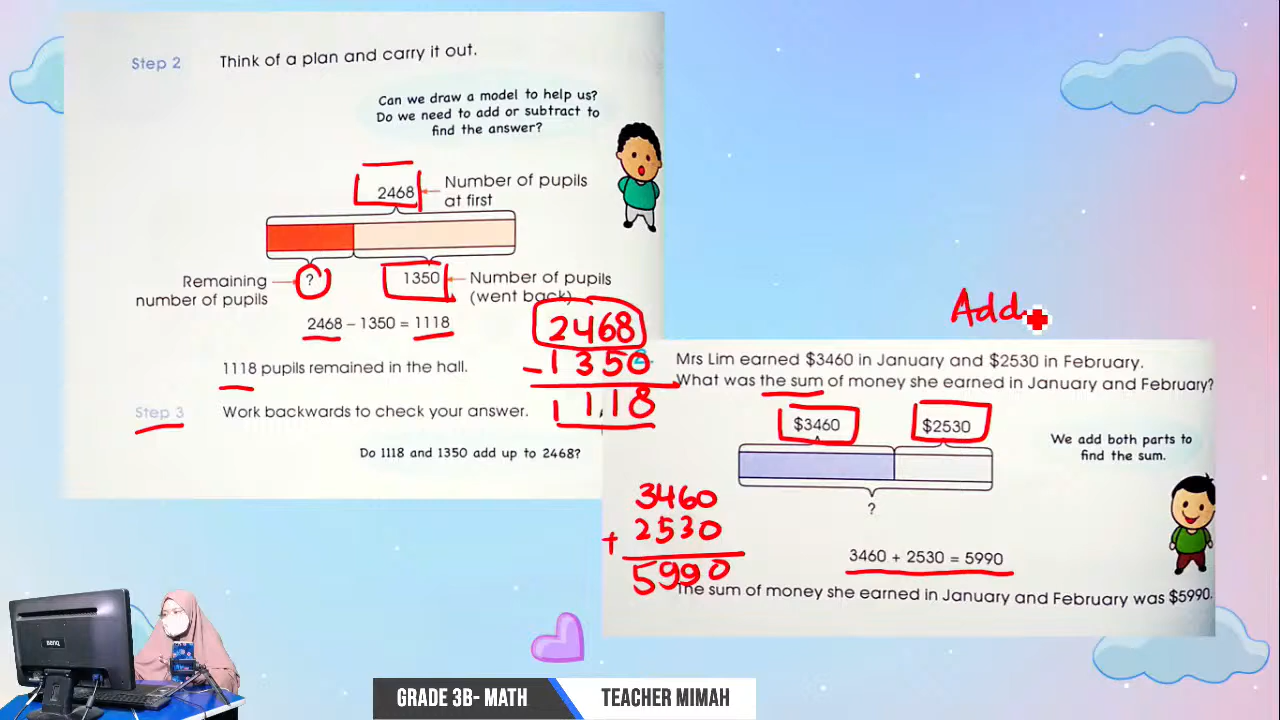 Step 2 Think of a plan and carry it out.
Can we draw a model to help us?
Do we need to add or subtract to
find the answer?
2468
Number of pupils
at first
Remaining
number of pupils
?
1350
Number of pupils
(went back)
2468 – 1350 = 1118
1118 pupils remained in the hall.
Step 3 Work backwards to check your answer.
Do 1118 and 1350 add up to 2468?
2468
– 1350
1118
Add
2.
Mrs Lim earned $3460 in January and $2530 in February.
What was the sum of money she earned in January and February?
$3460
$2530
?
We add both parts to
find the sum.
3460
+ 2530
5990
3460 + 2530 = 5990
The sum of money she earned in January and February was $5990.
BENQ
GRADE 3B- MATH
TEACHER MIMAH